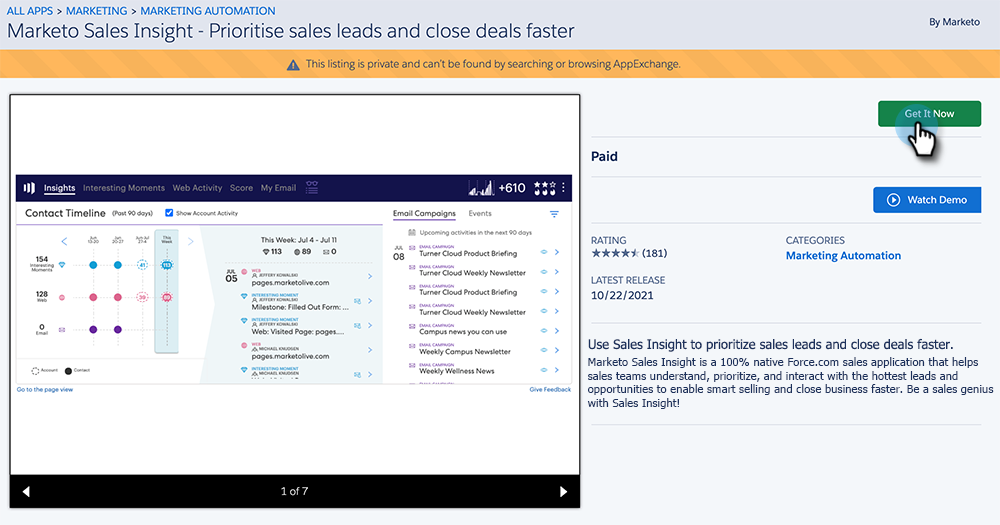 ALL APPS > MARKETING > MARKETING AUTOMATION
Marketo Sales Insight - Prioritise sales leads and close deals faster
By Marketo
This listing is private and can't be found by searching or browsing AppExchange.
Get It Now
Paid
Watch Demo
RATING
(181)
CATEGORIES
Marketing Automation
LATEST RELEASE
10/22/2021
Use Sales Insight to prioritize sales leads and close deals faster.
Marketo Sales Insight is a 100% native Force.com sales application that helps
sales teams understand, prioritize, and interact with the hottest leads and
opportunities to enable smart selling and close business faster. Be a sales genius
with Sales Insight!
Insights Interesting Moments Web Activity Score My Email
+610
Contact Timeline (Past 90 days) Show Account Activity
Jun 13-20
Jun 20-27
Jun-Jul 27-4
This Week
154
Interesting Moments
41
113
128
Web
39
89
0
Email
Account Contact
This Week: Jul 4 - Jul 11
113 89 0
JUL
05
WEB
JEFFERY KOWALSKI
pages.marketolive.com
INTERESTING MOMENT
JEFFERY KOWALSKI
Milestone: Filled Out Form: ...
INTERESTING MOMENT
JEFFERY KOWALSKI
Web: Visited Page: pages....
WEB
MICHAEL KNUDSEN
pages.marketolive.com
INTERESTING MOMENT
MICHAEL KNUDSEN
Web: Multiple Web Visits in...
Email Campaigns Events
Upcoming activities in the next 90 days
JUL
08
EMAIL CAMPAIGN
Turner Cloud Product Briefing
EMAIL CAMPAIGN
Turner Cloud Weekly Newsletter
EMAIL CAMPAIGN
Turner Cloud Product Briefing
EMAIL CAMPAIGN
Turner Cloud Weekly Newsletter
EMAIL CAMPAIGN
Campus news you can use
EMAIL CAMPAIGN
Weekly Campus Newsletter
EMAIL CAMPAIGN
Weekly Wellness News
Go to the page view
Give Feedback
1 of 7